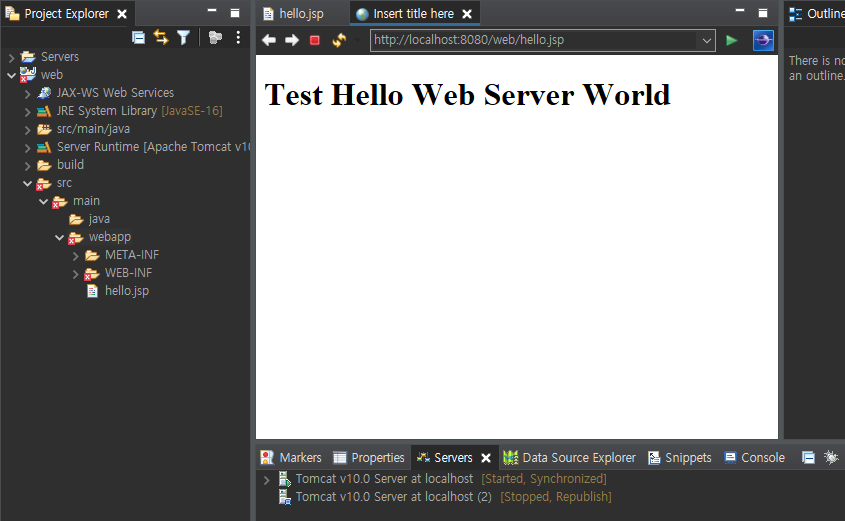 Project Explorer
Servers
web
JAX-WS Web Services
JRE System Library [JavaSE-16]
src/main/java
Server Runtime [Apache Tomcat v10
build
src
main
java
webapp
META-INF
WEB-INF
hello.jsp
hello.jsp
Insert title here
http://localhost:8080/web/hello.jsp
Test Hello Web Server World
Outline
There is no
an outline.
Markers
Properties
Servers
Data Source Explorer
Snippets
Console
Tomcat v10.0 Server at localhost [Started, Synchronized]
Tomcat v10.0 Server at localhost (2) [Stopped, Republish]